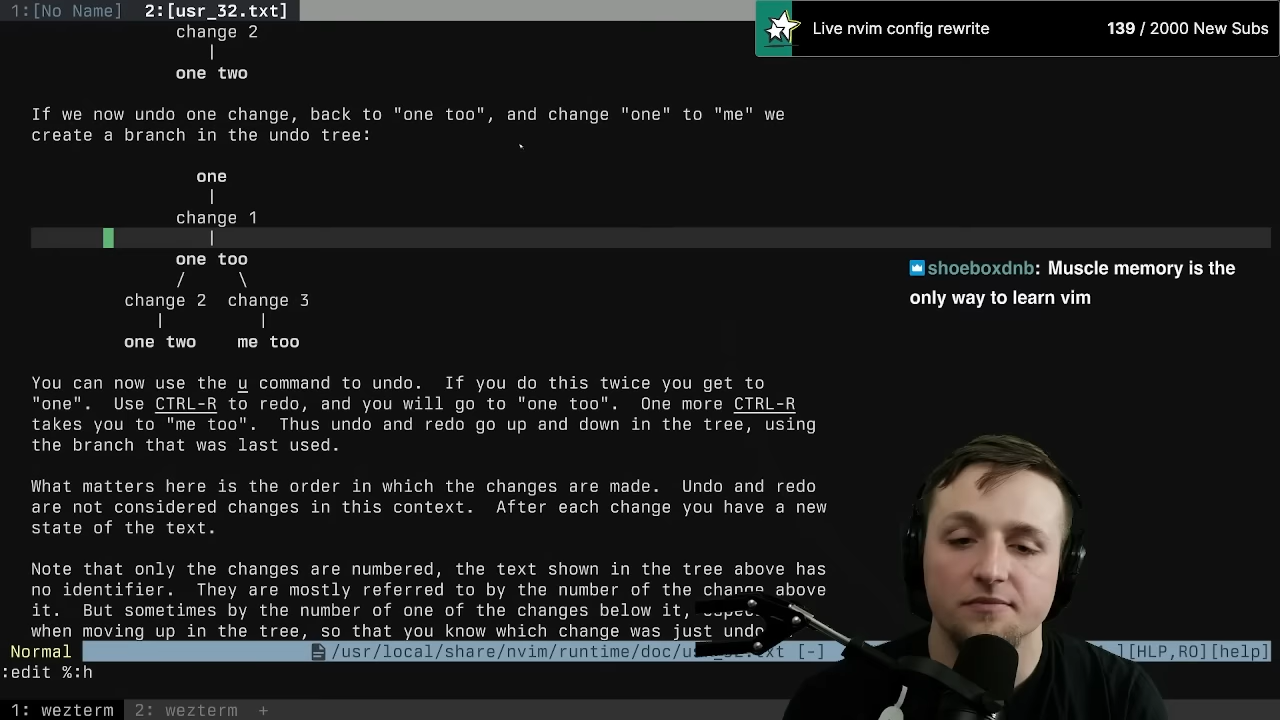 1:[No Name]  2:[usr_32.txt]
Live nvim config rewrite
139 / 2000 New Subs
change 2
|
one two
If we now undo one change, back to "one too", and change "one" to "me" we
create a branch in the undo tree:
one
|
change 1
|
one too
/ \
change 2 change 3
| |
one two me too
shoeboxdnb: Muscle memory is the
only way to learn vim
You can now use the u command to undo. If you do this twice you get to
"one". Use CTRL-R to redo, and you will go to "one too". One more CTRL-R
takes you to "me too". Thus undo and redo go up and down in the tree, using
the branch that was last used.
What matters here is the order in which the changes are made. Undo and redo
are not considered changes in this context. After each change you have a new
state of the text.
Note that only the changes are numbered, the text shown in the tree above has
no identifier. They are mostly referred to by the number of the change above
it. But sometimes by the number of one of the changes below it,
when moving up in the tree, so that you know which change was just
Normal
/usr/local/share/nvim/runtime/doc/usr_32.txt [-]
][HLP,RO][help]
:edit %:h
1: wezterm 2: wezterm +